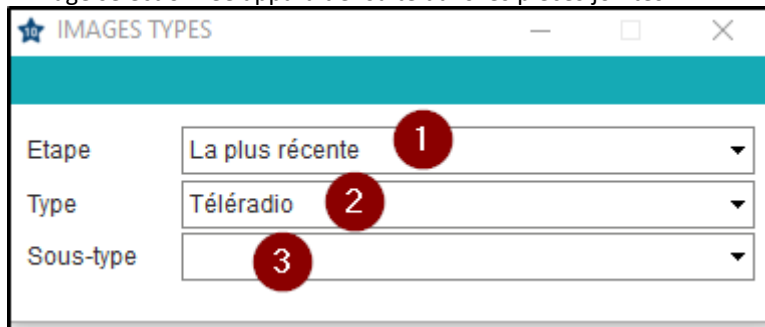 IMAGES TYPES
Etape La plus récente 1
Type Téléradio 2
Sous-type 3